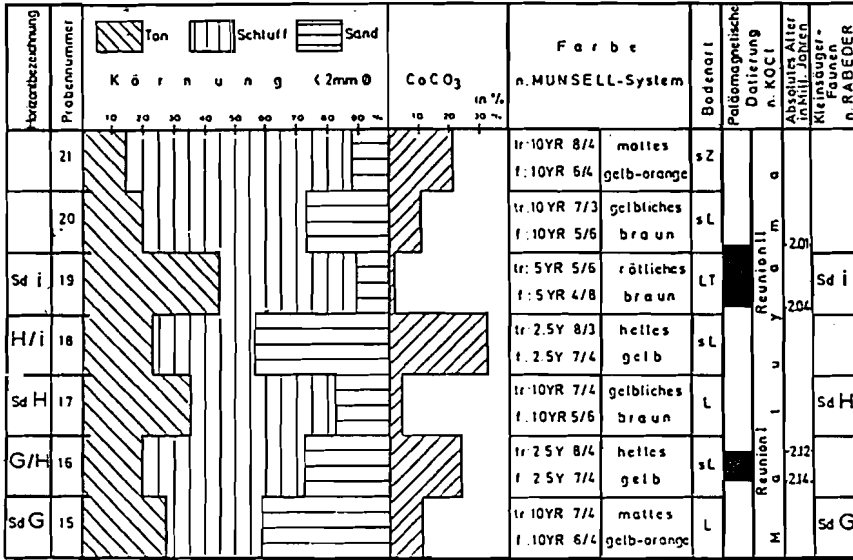 Horizontbezeichnung
Probennummer
Ton Schluff Sand
Körnung (2mm Ø
10 20 30 40 50 60 70 80 90 %
CaCO3
in %
10 20 30 %
Farbe
n. MUNSELL-System
Bodenart
Paläomagnetische
Datierung
n. KOCI
Absolutes Alter
in Mill. Jahren
Kleinsäuger-
Faunen
n. RABEDER
21 tr: 10YR 8/4 mattes sZ
f: 10YR 6/4 gelb-orange
20 tr: 10YR 7/3 gelbliches sL
f: 10YR 5/6 braun
Sd i 19 tr: 5YR 5/6 rötliches LT Sd i
f: 5YR 4/8 braun
H/i 18 tr: 2.5Y 8/3 helles sL
f. 2.5Y 7/4 gelb
Sd H 17 tr: 10YR 7/4 gelbliches L Sd H
f. 10YR 5/6 braun
G/H 16 tr: 2.5Y 8/4 helles sL
f. 2.5Y 7/4 gelb
Sd G 15 tr: 10YR 7/4 mattes L Sd G
f. 10YR 6/4 gelb-orange
Reunion II
Reunion I
Matuyama
2.01
2.04
2.12
2.14